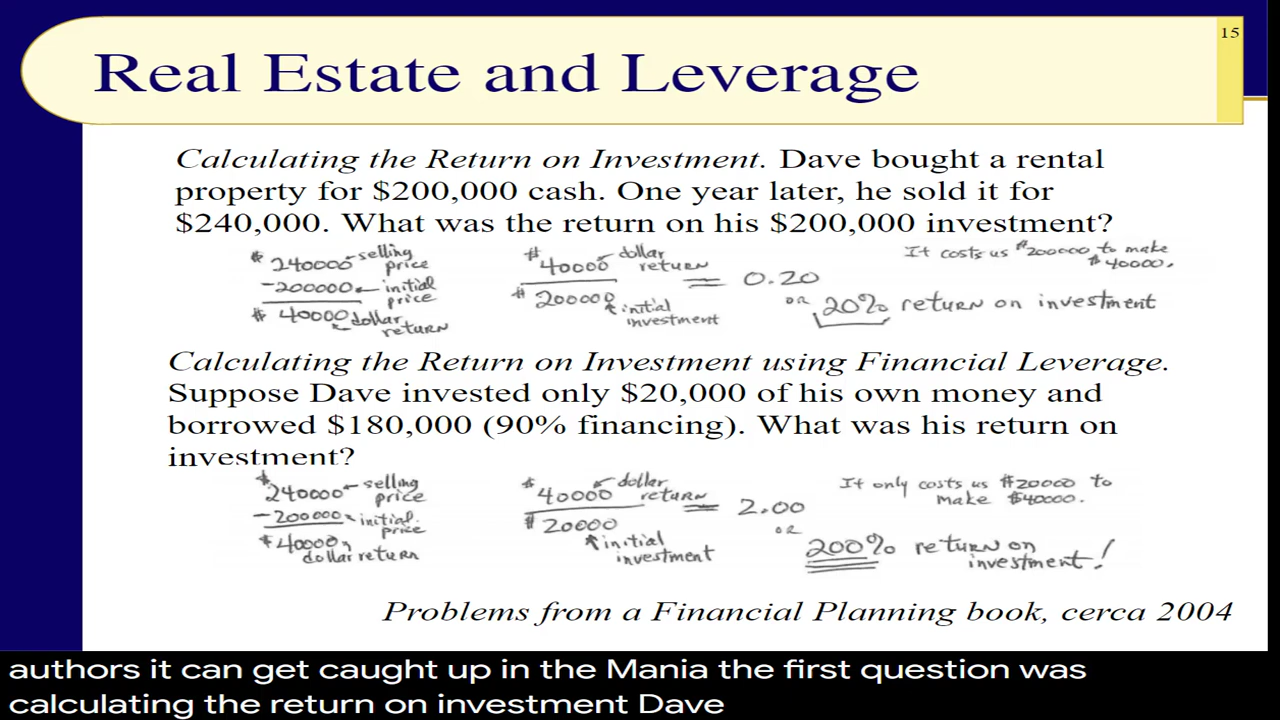 15
Real Estate and Leverage
Calculating the Return on Investment. Dave bought a rental
property for $200,000 cash. One year later, he sold it for
$240,000. What was the return on his $200,000 investment?
$240000 ← selling price
-200000 ← initial price
$40000 ← dollar return
$40000 ← dollar return
$200000 ← initial investment
= 0.20
OR 20% return on investment
It costs us $200000 to make
$40000.
Calculating the Return on Investment using Financial Leverage.
Suppose Dave invested only $20,000 of his own money and
borrowed $180,000 (90% financing). What was his return on
investment?
$240000 ← selling price
-200000 ← initial price
$40000 ← dollar return
$40000 ← dollar return
$20000 ← initial investment
= 2.00
OR
200% return on
investment!
It only costs us $20000 to
make $40000.
Problems from a Financial Planning book, cerca 2004
authors it can get caught up in the Mania the first question was
calculating the return on investment Dave